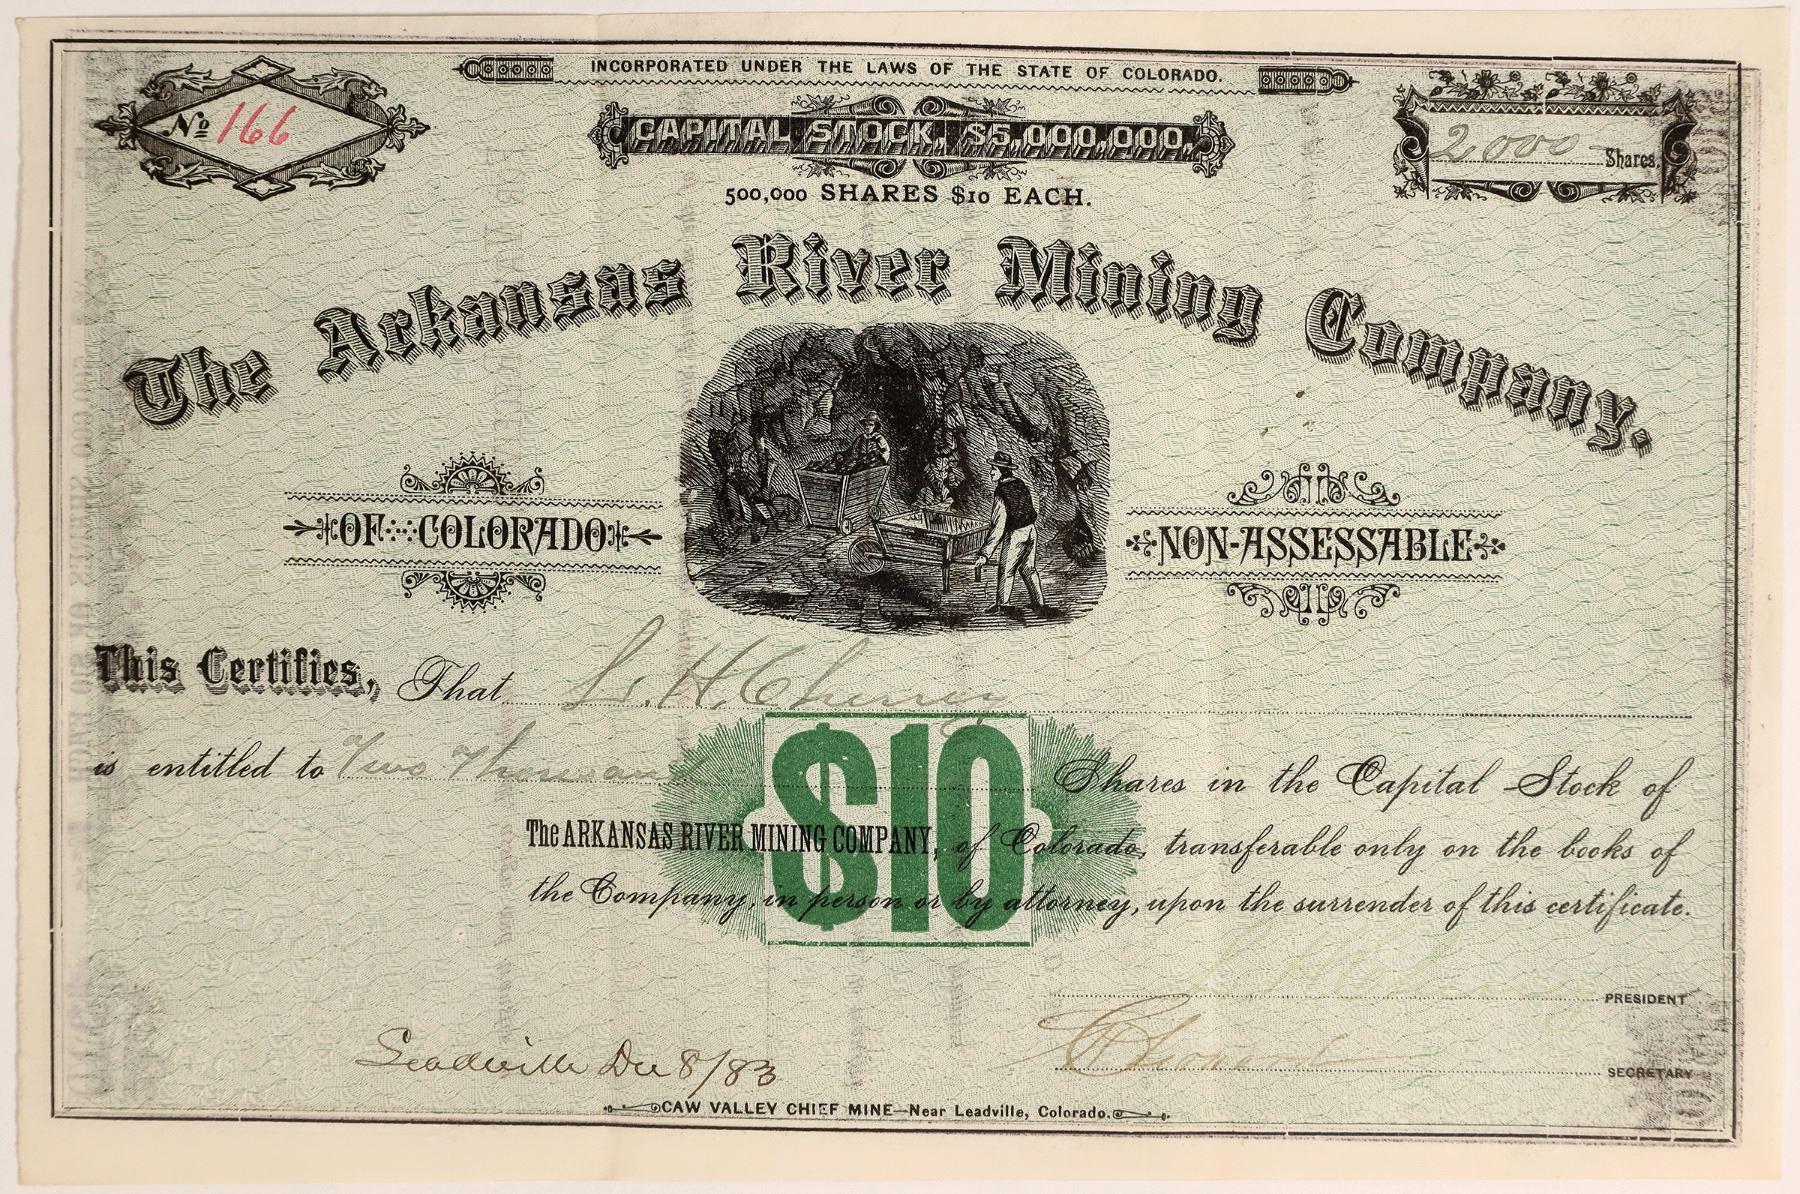 INCORPORATED UNDER THE LAWS OF THE STATE OF COLORADO.
Nº 166
CAPITAL STOCK, $5,000,000.
2000 Shares.
500,000 SHARES $10 EACH.
The Arkansas River Mining Company.
OF COLORADO
NON-ASSESSABLE
This Certifies, That L. H. Cherry
is entitled to Two Thousand Shares in the Capital Stock of
$10
The ARKANSAS RIVER MINING COMPANY, of Colorado, transferable only on the books of
the Company, in person or by attorney, upon the surrender of this certificate.
PRESIDENT
Leadville Dec 8/83
SECRETARY
CAW VALLEY CHIEF MINE—Near Leadville, Colorado.